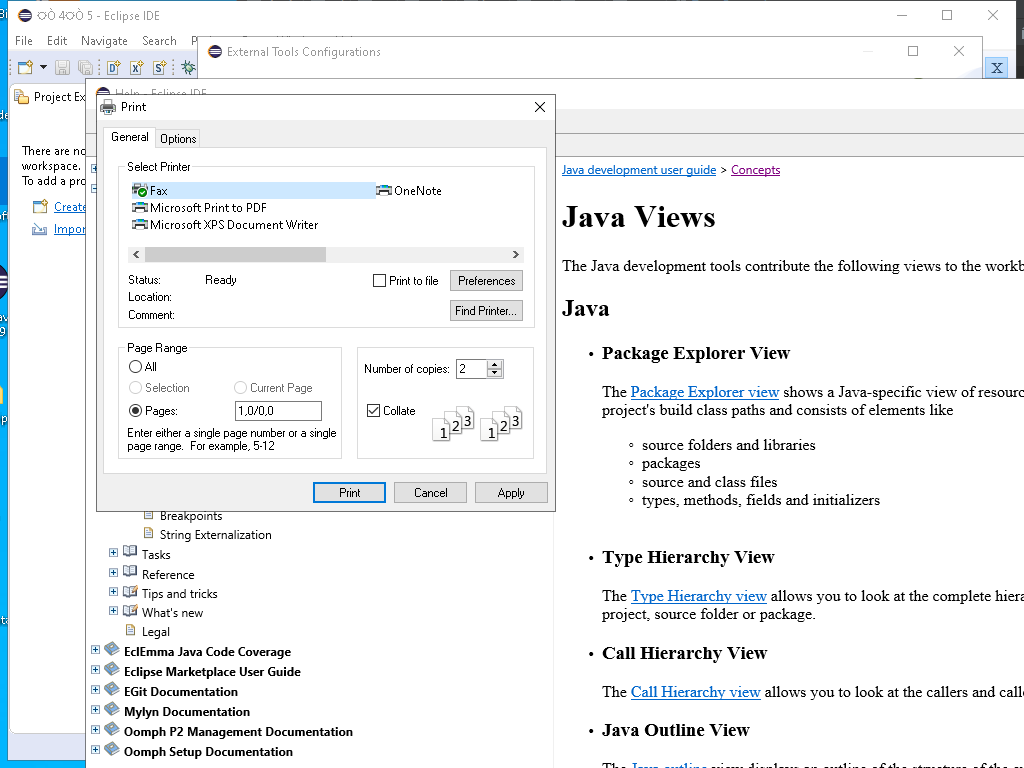 File Edit Navigate Search
External Tools Configurations
Help - Eclipse IDE
Project Ex
There are no
workspace.
To add a pro
Create
Impor
Print
General Options
Select Printer
Fax
OneNote
Microsoft Print to PDF
Microsoft XPS Document Writer
Status: Ready
Location:
Comment:
Print to file
Preferences
Find Printer...
Page Range
All
Selection
Current Page
Pages:
1,0/0,0
Enter either a single page number or a single
page range. For example, 5-12
Number of copies: 2
Collate
1 2 3 1 2 3
Print Cancel Apply
Breakpoints
String Externalization
Tasks
Reference
Tips and tricks
What's new
Legal
EclEmma Java Code Coverage
Eclipse Marketplace User Guide
EGit Documentation
Mylyn Documentation
Oomph P2 Management Documentation
Oomph Setup Documentation
Java development user guide > Concepts
Java Views
The Java development tools contribute the following views to the workb
Java
• Package Explorer View
The Package Explorer view shows a Java-specific view of resourc
project's build class paths and consists of elements like
◦ source folders and libraries
◦ packages
◦ source and class files
◦ types, methods, fields and initializers
• Type Hierarchy View
The Type Hierarchy view allows you to look at the complete hiera
project, source folder or package.
• Call Hierarchy View
The Call Hierarchy view allows you to look at the callers and calle
• Java Outline View